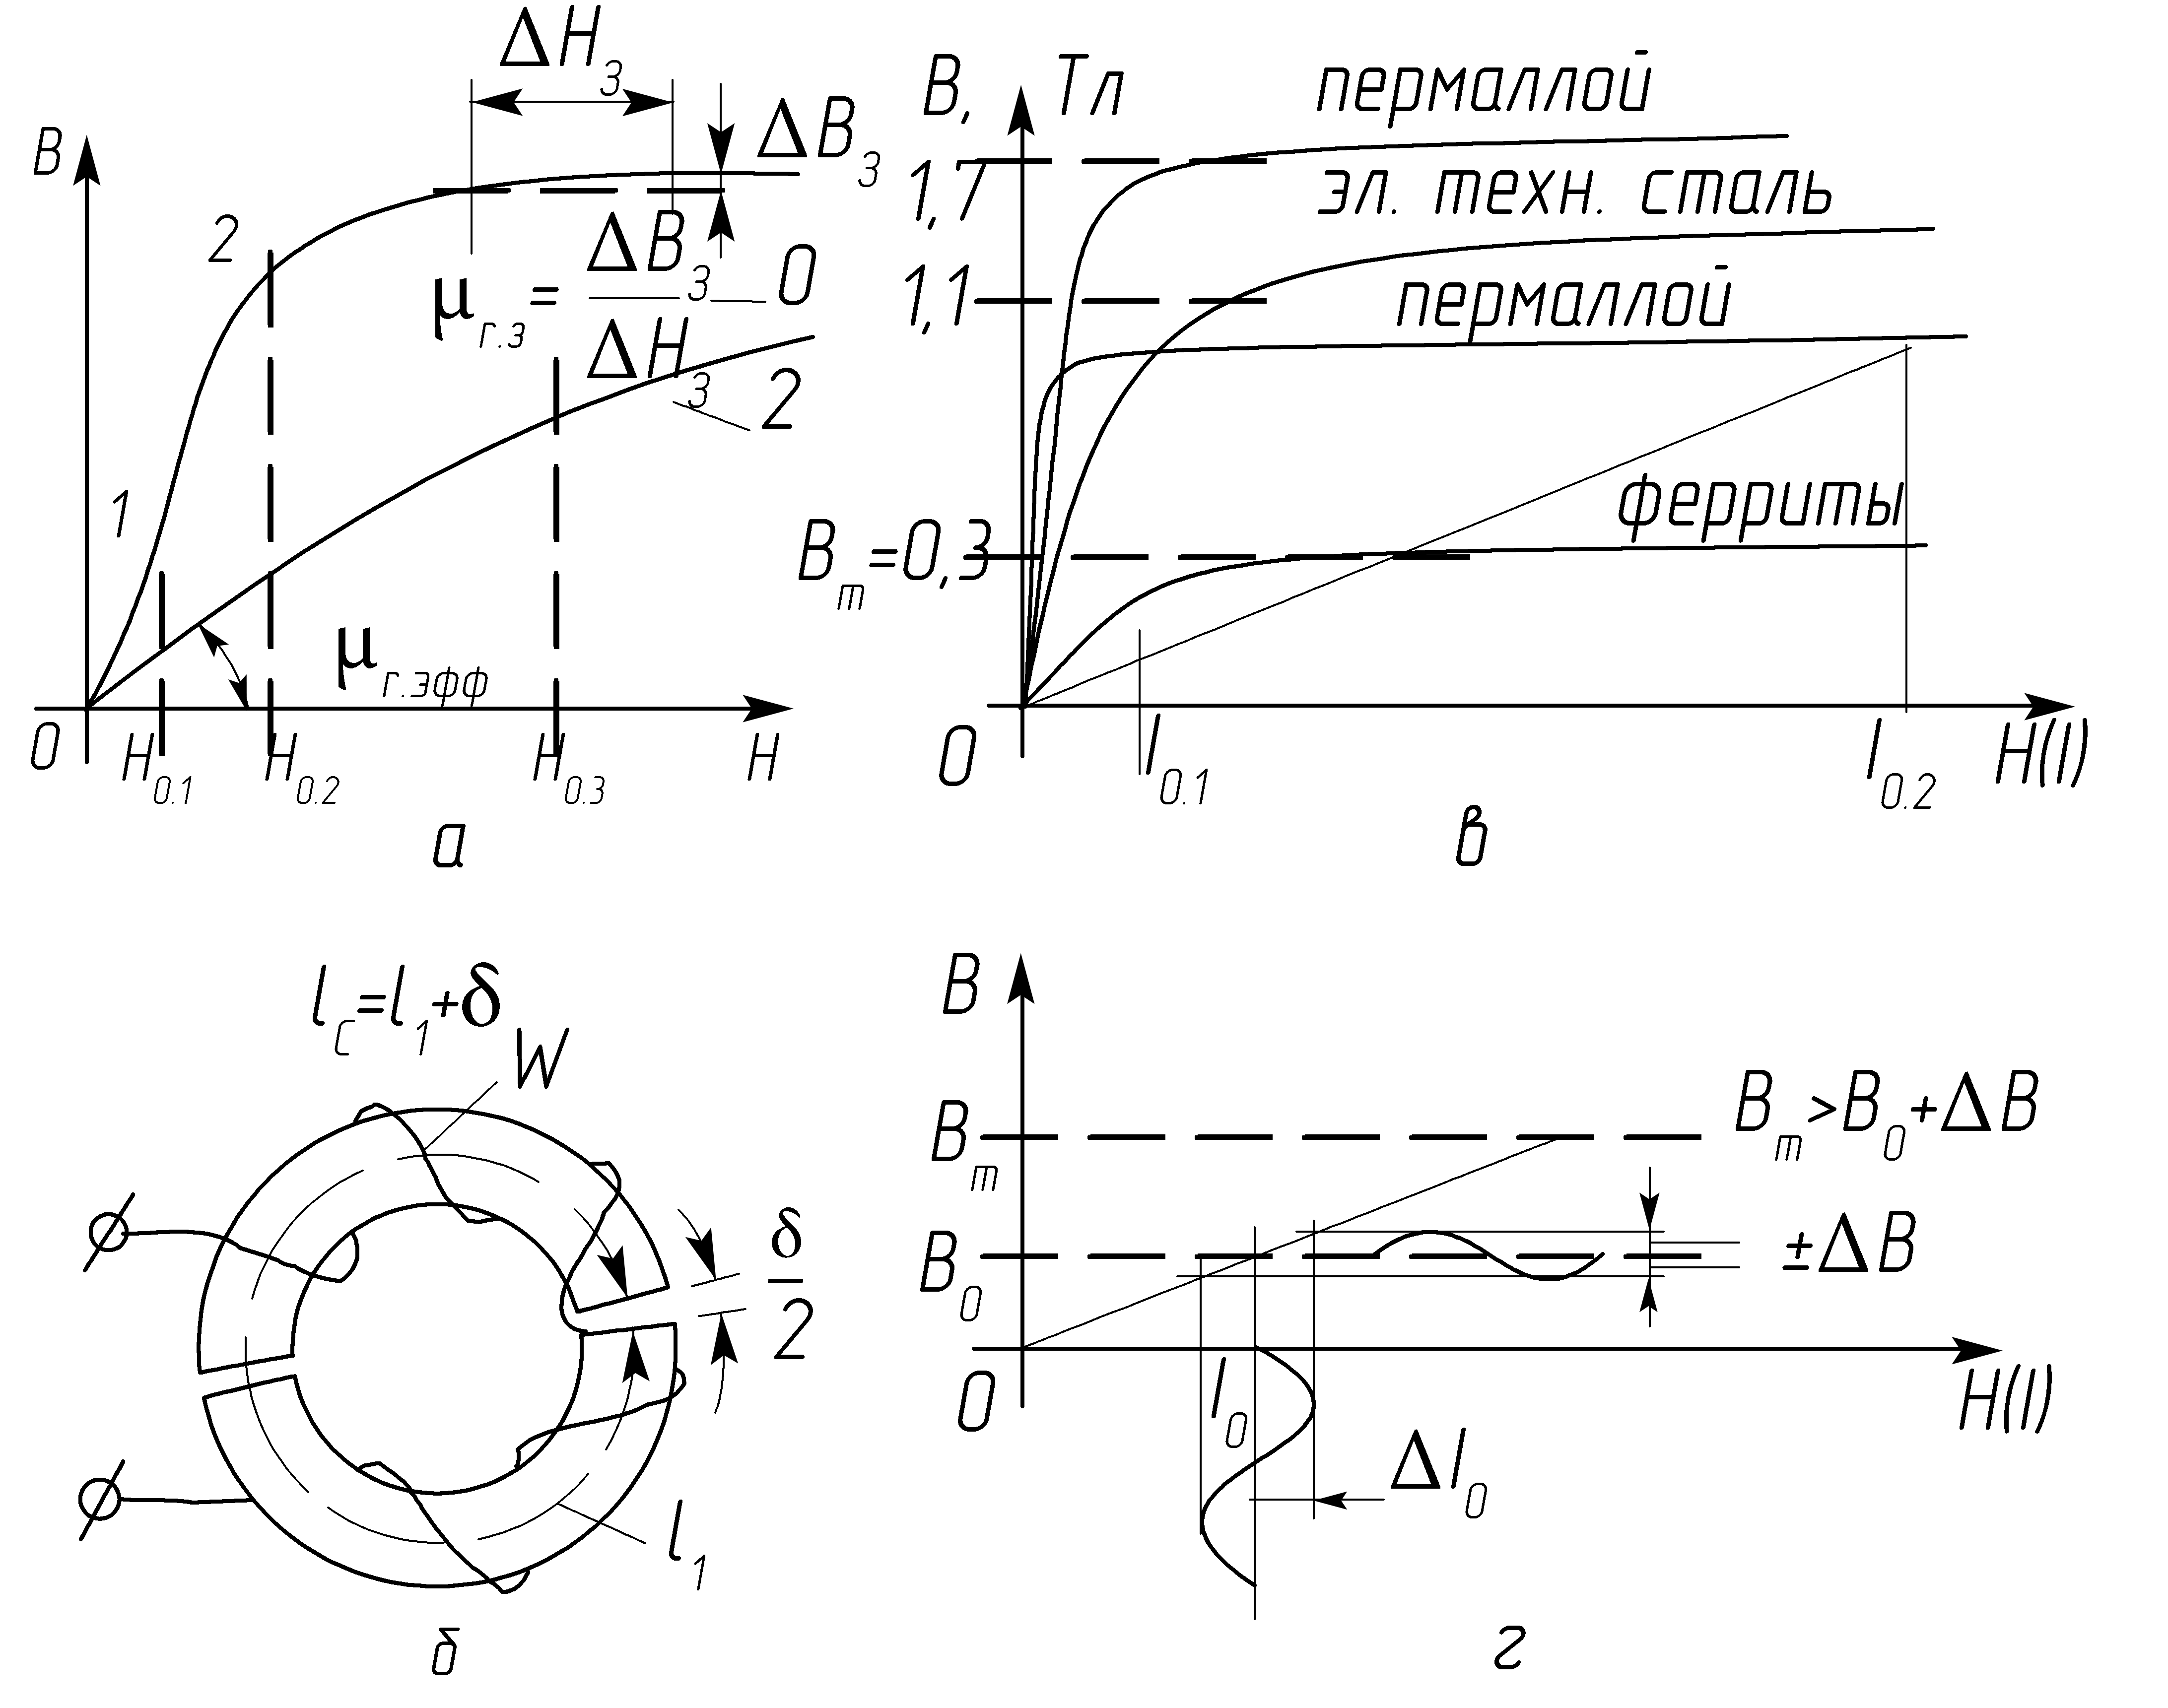 ΔH3
B
ΔB3
2
μг.з = ΔB3/ΔH3 0
1
2
μг.эфф
0
H0.1
H0.2
H0.3
H
а
B, Тл
пермаллой
1,7
эл. техн. сталь
1,1
пермаллой
ферриты
Bm=0,3
0
I0.1
I0.2
H(I)
в
lC=l1+δ
W
δ/2
l1
б
B
Bm
Bm>B0+ΔB
B0
±ΔB
0
I0
H(I)
ΔI0
г